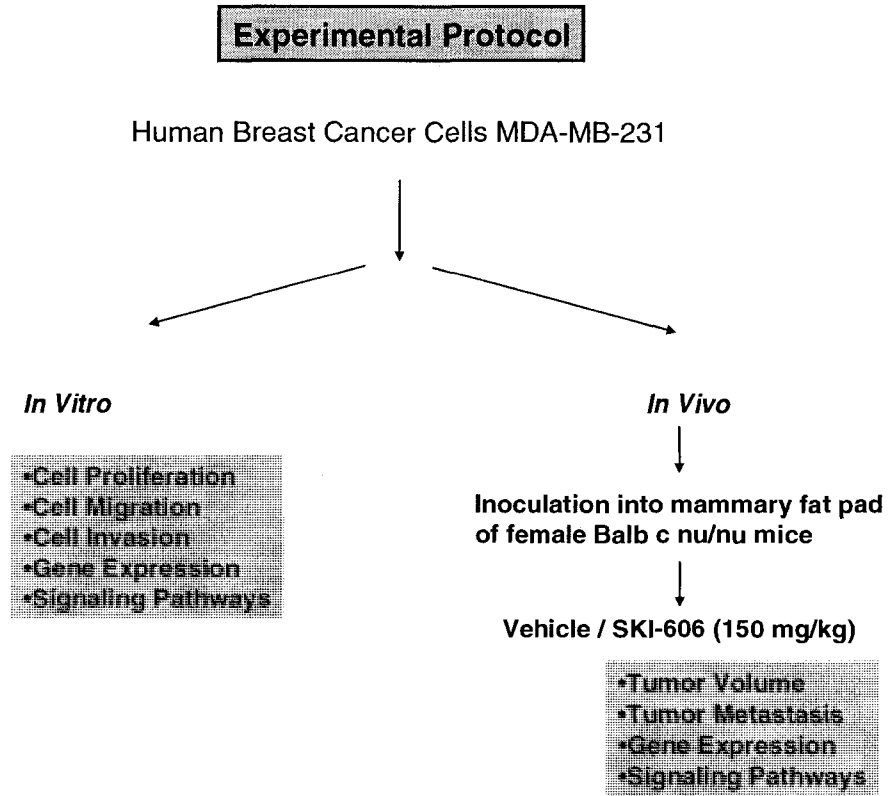 Experimental Protocol
Human Breast Cancer Cells MDA-MB-231
In Vitro
•Cell Proliferation
•Cell Migration
•Cell Invasion
•Gene Expression
•Signaling Pathways
In Vivo
Inoculation into mammary fat pad
of female Balb c nu/nu mice
Vehicle / SKI-606 (150 mg/kg)
•Tumor Volume
•Tumor Metastasis
•Gene Expression
•Signaling Pathways